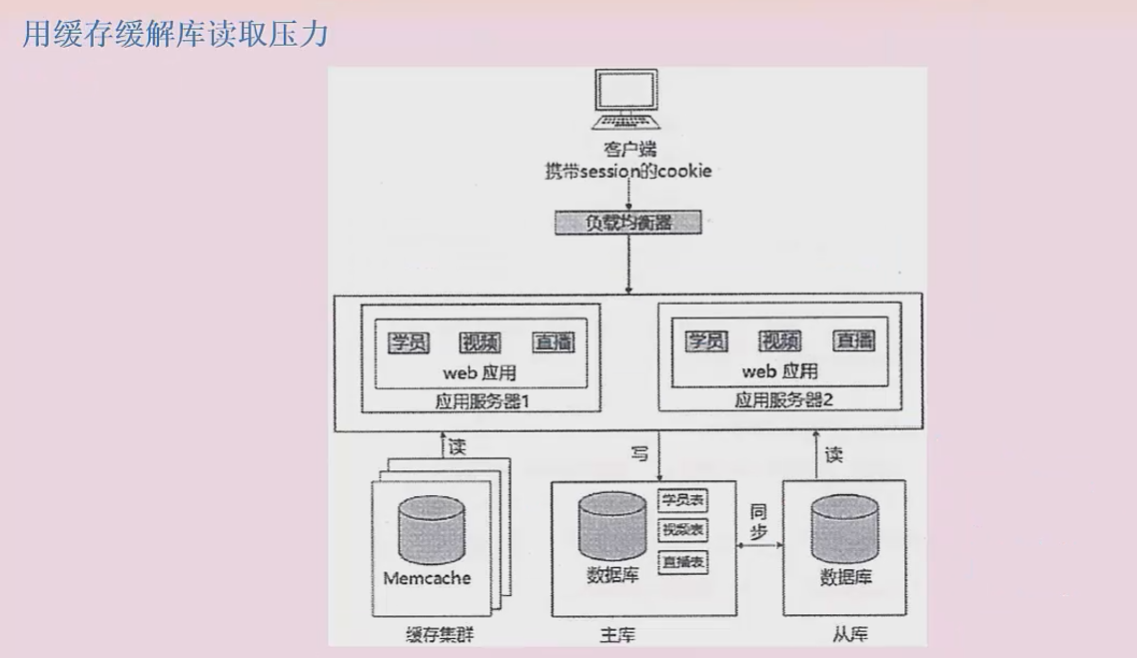 用缓存缓解库读取压力
客户端
携带session的cookie
负载均衡器
学员 视频 直播
web 应用
应用服务器1
学员 视频 直播
web 应用
应用服务器2
读
写
读
Memcache
缓存集群
数据库
学员表
视频表
直播表
主库
同
步
数据库
从库